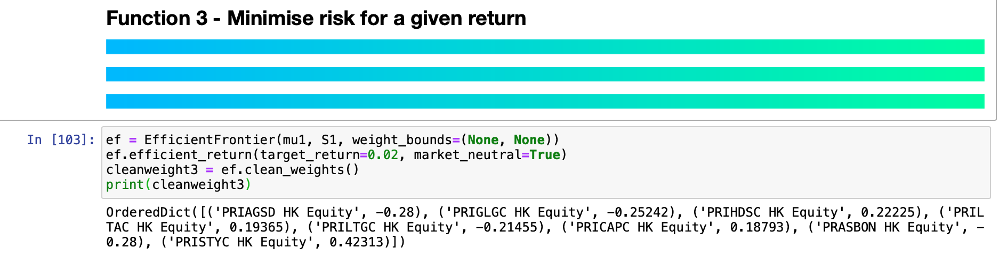 Function 3 - Minimise risk for a given return
In [103]:
ef = EfficientFrontier(mu1, S1, weight_bounds=(None, None))
ef.efficient_return(target_return=0.02, market_neutral=True)
cleanweight3 = ef.clean_weights()
print(cleanweight3)
OrderedDict([('PRIAGSD HK Equity', -0.28), ('PRIGLGC HK Equity', -0.25242), ('PRIHDSC HK Equity', 0.22225), ('PRIL
TAC HK Equity', 0.19365), ('PRILTGC HK Equity', -0.21455), ('PRICAPC HK Equity', 0.18793), ('PRASBON HK Equity', -
0.28), ('PRISTYC HK Equity', 0.42313)])